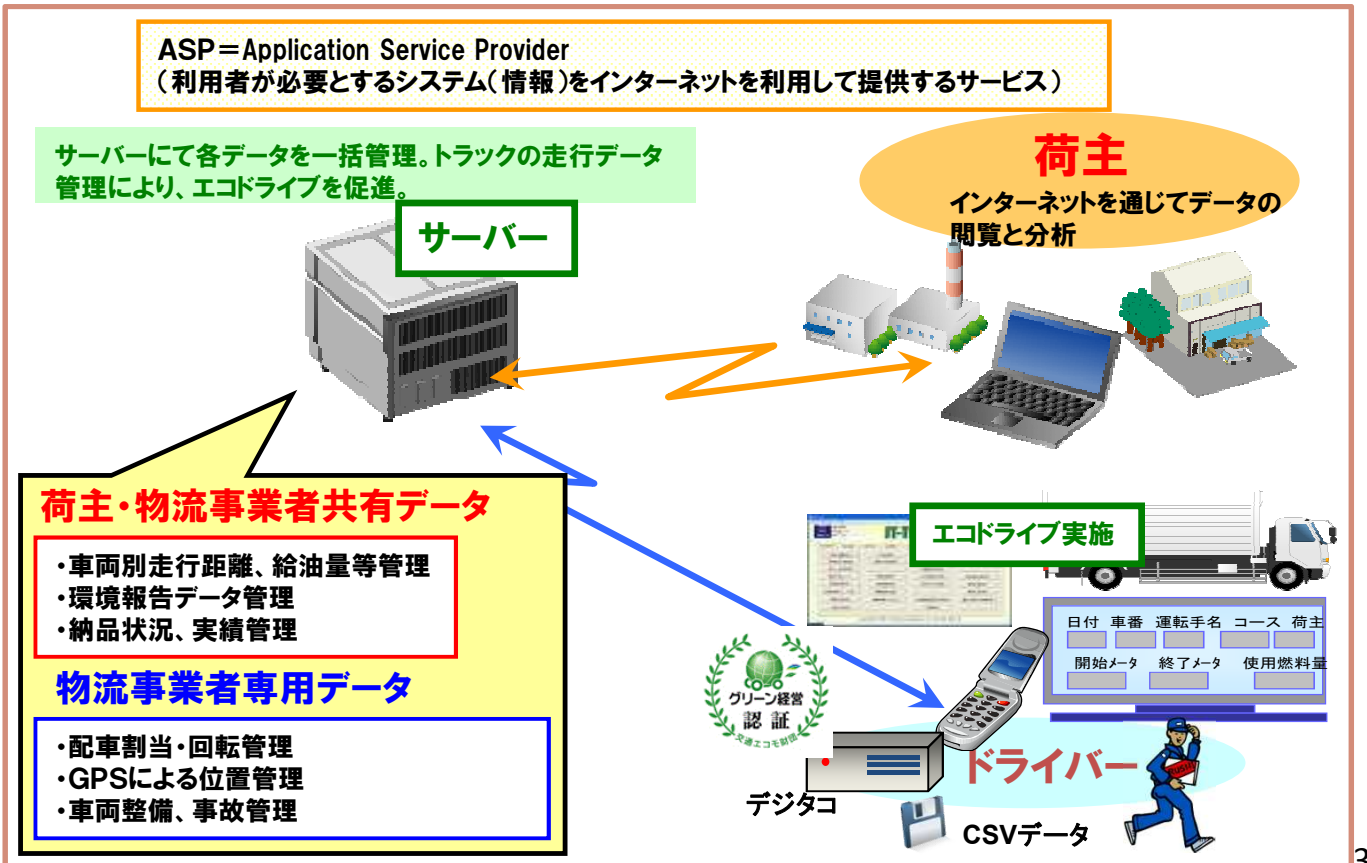 ASP=Application Service Provider
(利用者が必要とするシステム(情報)をインターネットを利用して提供するサービス)
サーバーにて各データを一括管理。トラックの走行データ
管理により、エコドライブを促進。
サーバー
荷主
インターネットを通じてデータの
閲覧と分析
荷主・物流事業者共有データ
・車両別走行距離、給油量等管理
・環境報告データ管理
・納品状況、実績管理
物流事業者専用データ
・配車割当・回転管理
・GPSによる位置管理
・車両整備、事故管理
エコドライブ実施
日付 車番 運転手名 コース 荷主
開始メータ 終了メータ 使用燃料量
グリーン経営
認証
交通エコモ財団
ドライバー
デジタコ
CSVデータ
3